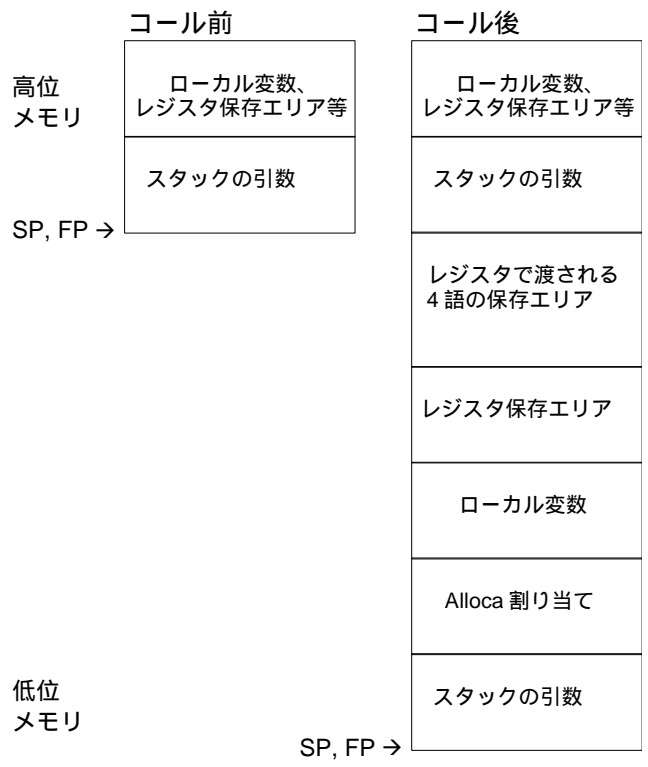 コール前
コール後
高位
メモリ
ローカル変数、
レジスタ保存エリア等
スタックの引数
SP, FP →
ローカル変数、
レジスタ保存エリア等
スタックの引数
レジスタで渡される
4 語の保存エリア
レジスタ保存エリア
ローカル変数
Alloca 割り当て
スタックの引数
低位
メモリ
SP, FP →